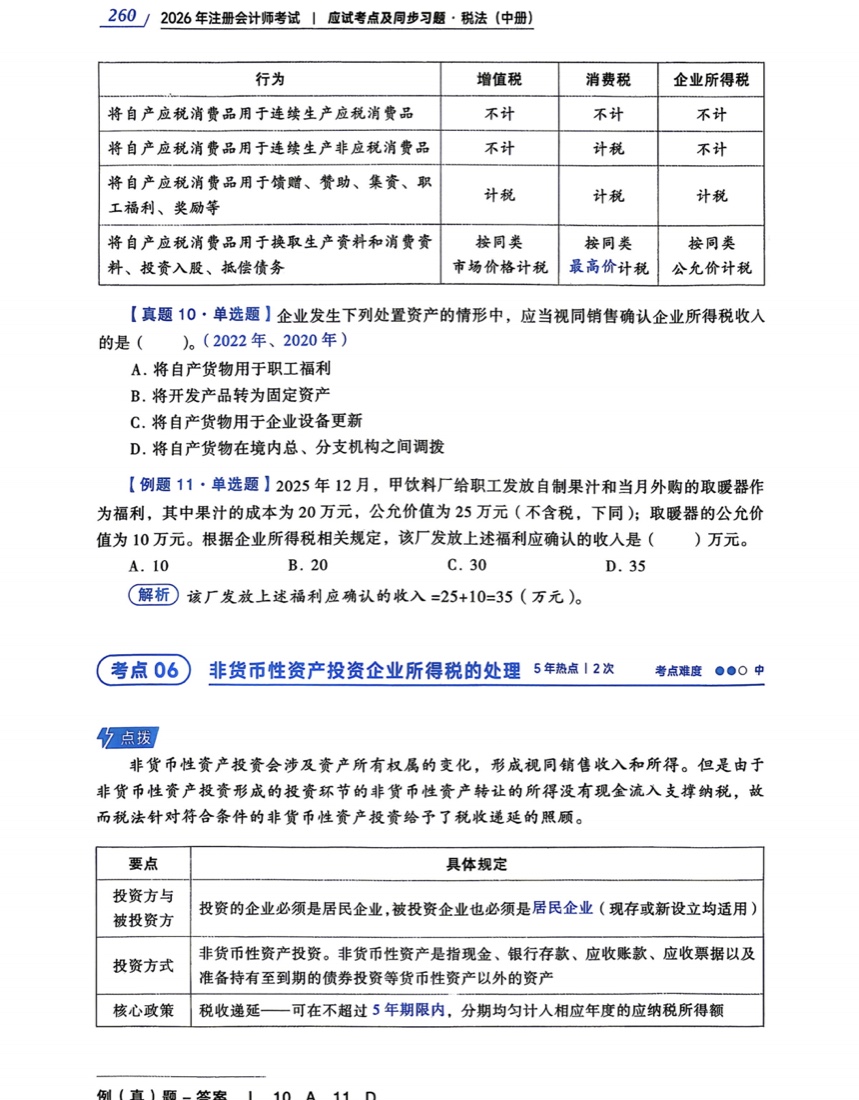 260 2026年注册会计师考试 | 应试考点及同步习题·税法(中册)
行为 增值税 消费税 企业所得税
将自产应税消费品用于连续生产应税消费品 不计 不计 不计
将自产应税消费品用于连续生产非应税消费品 不计 计税 不计
将自产应税消费品用于馈赠、赞助、集资、职
工福利、奖励等 计税 计税 计税
将自产应税消费品用于换取生产资料和消费资 按同类 按同类 按同类
料、投资入股、抵偿债务 市场价格计税 最高价计税 公允价计税
【真题10·单选题】企业发生下列处置资产的情形中，应当视同销售确认企业所得税收入
的是( )。(2022年、2020年)
A. 将自产货物用于职工福利
B. 将开发产品转为固定资产
C. 将自产货物用于企业设备更新
D. 将自产货物在境内总、分支机构之间调拨
【例题11·单选题】2025年12月，甲饮料厂给职工发放自制果汁和当月外购的取暖器作
为福利，其中果汁的成本为20万元，公允价值为25万元(不含税，下同)；取暖器的公允价
值为10万元。根据企业所得税相关规定，该厂发放上述福利应确认的收入是( )万元。
A. 10 B. 20 C. 30 D. 35
解析 该厂发放上述福利应确认的收入=25+10=35(万元)。
考点06 非货币性资产投资企业所得税的处理 5年热点|2次 考点难度 中
点拨
非货币性资产投资会涉及资产所有权属的变化，形成视同销售收入和所得。但是由于
非货币性资产投资形成的投资环节的非货币性资产转让的所得没有现金流入支撑纳税，故
而税法针对符合条件的非货币性资产投资给予了税收递延的照顾。
要点 具体规定
投资方与
被投资方 投资的企业必须是居民企业，被投资企业也必须是居民企业(现存或新设立均适用)
投资方式 非货币性资产投资。非货币性资产是指现金、银行存款、应收账款、应收票据以及
准备持有至到期的债券投资等货币性资产以外的资产
核心政策 税收递延——可在不超过5年期限内，分期均匀计入相应年度的应纳税所得额
例(真)题-答案 | 10. A 11. D